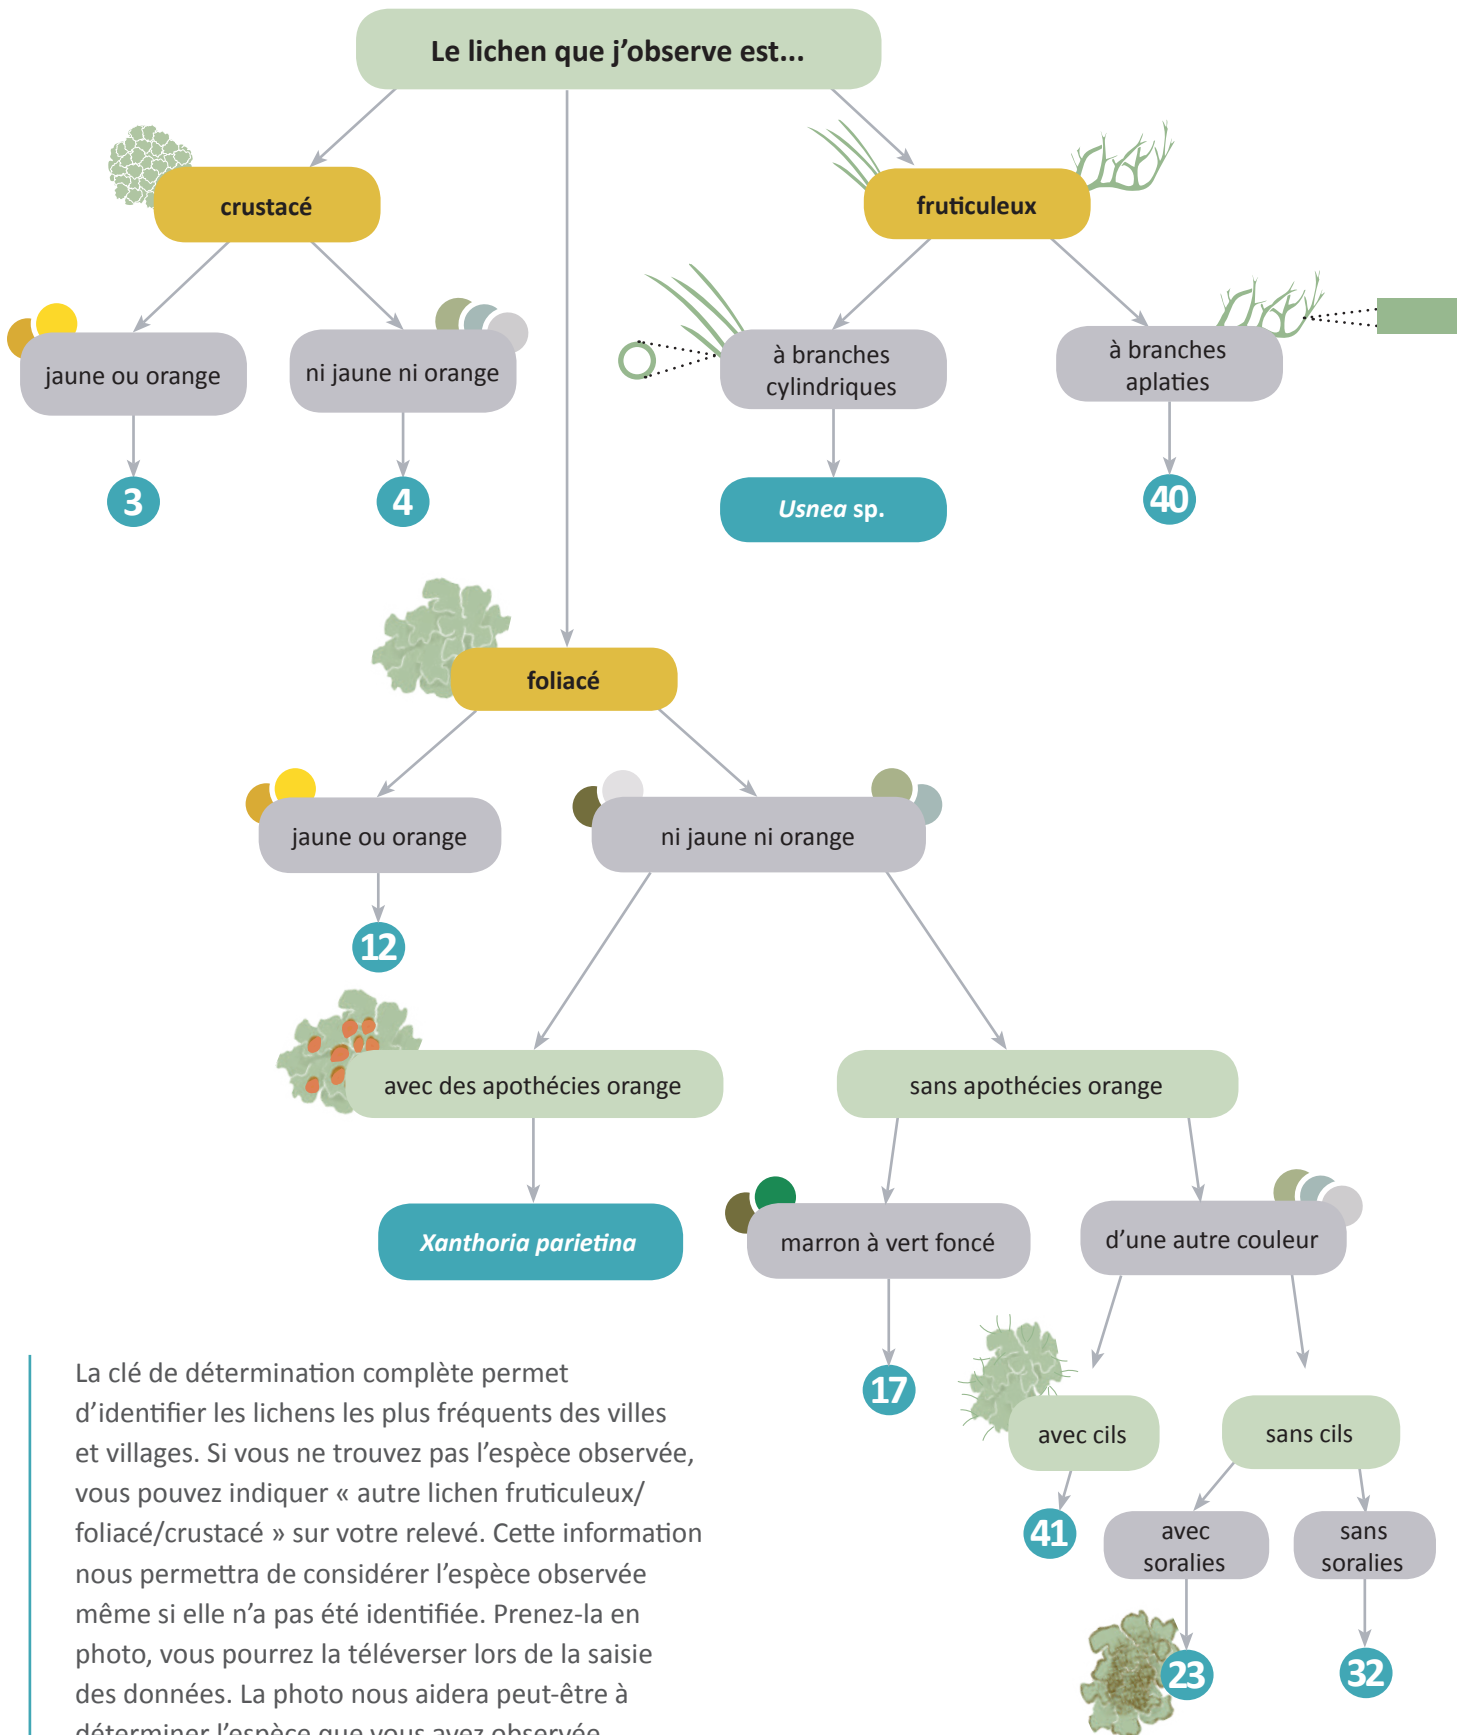 Le lichen que j’observe est...
crustacé
fruticuleux
jaune ou orange
ni jaune ni orange
à branches
cylindriques
à branches
aplaties
3
4
Usnea sp.
40
foliacé
jaune ou orange
ni jaune ni orange
12
avec des apothécies orange
sans apothécies orange
Xanthoria parietina
marron à vert foncé
d’une autre couleur
17
avec cils
sans cils
41
avec
soralies
sans
soralies
23
32
La clé de détermination complète permet
d’identifier les lichens les plus fréquents des villes
et villages. Si vous ne trouvez pas l’espèce observée,
vous pouvez indiquer « autre lichen fruticuleux/
foliacé/crustacé » sur votre relevé. Cette information
nous permettra de considérer l’espèce observée
même si elle n’a pas été identifiée. Prenez-la en
photo, vous pourrez la téléverser lors de la saisie
des données. La photo nous aidera peut-être à
déterminer l’espèce que vous avez observée